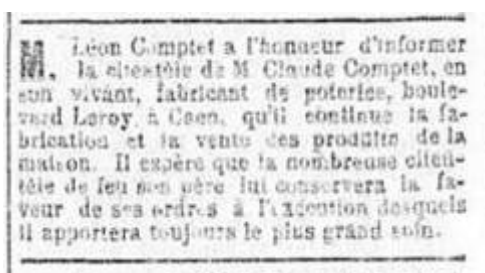 M. Léon Comptet a l'honneur d'informer
la clientèle de M. Claude Comptet, en
son vivant, fabricant de poteries, boule-
vard Leroy, à Caen, qu'il continue la fa-
brication et la vente des produits de la
maison. Il espère que la nombreuse clien-
tèle de feu son père lui conservera la fa-
veur de ses ordres à l'exécution desquels
il apportera toujours le plus grand soin.